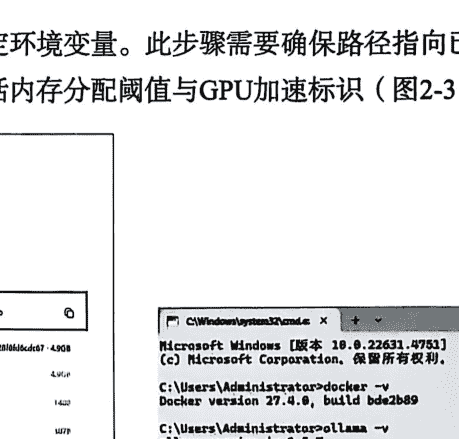 定环境变量。此步骤需要确保路径指向已
括内存分配阈值与GPU加速标识（图2-3
4.9GB
4.9GB
C:\Windows\system32\cmd.e × + ⌄
Microsoft Windows [版本 10.0.22631.4751]
(c) Microsoft Corporation。保留所有权利。
C:\Users\Administrator>docker -v
Docker version 27.4.0, build bde2b89
C:\Users\Administrator>ollama -v